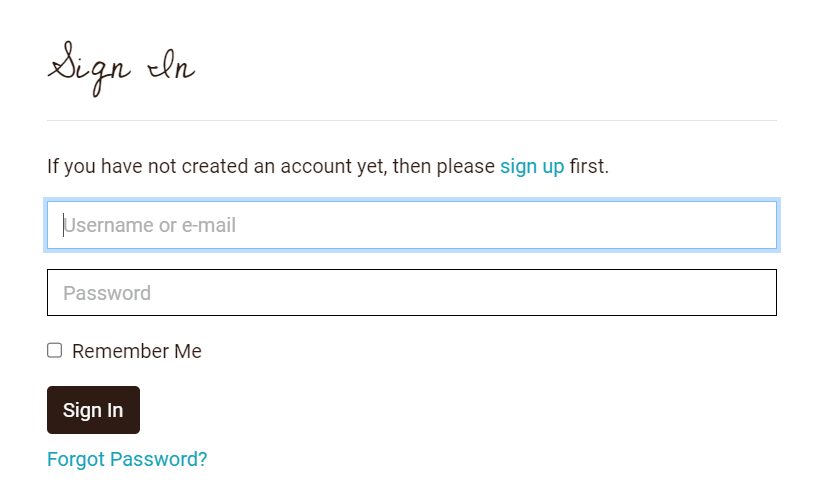 Sign In
If you have not created an account yet, then please sign up first.
Username or e-mail
Password
Remember Me
Sign In
Forgot Password?